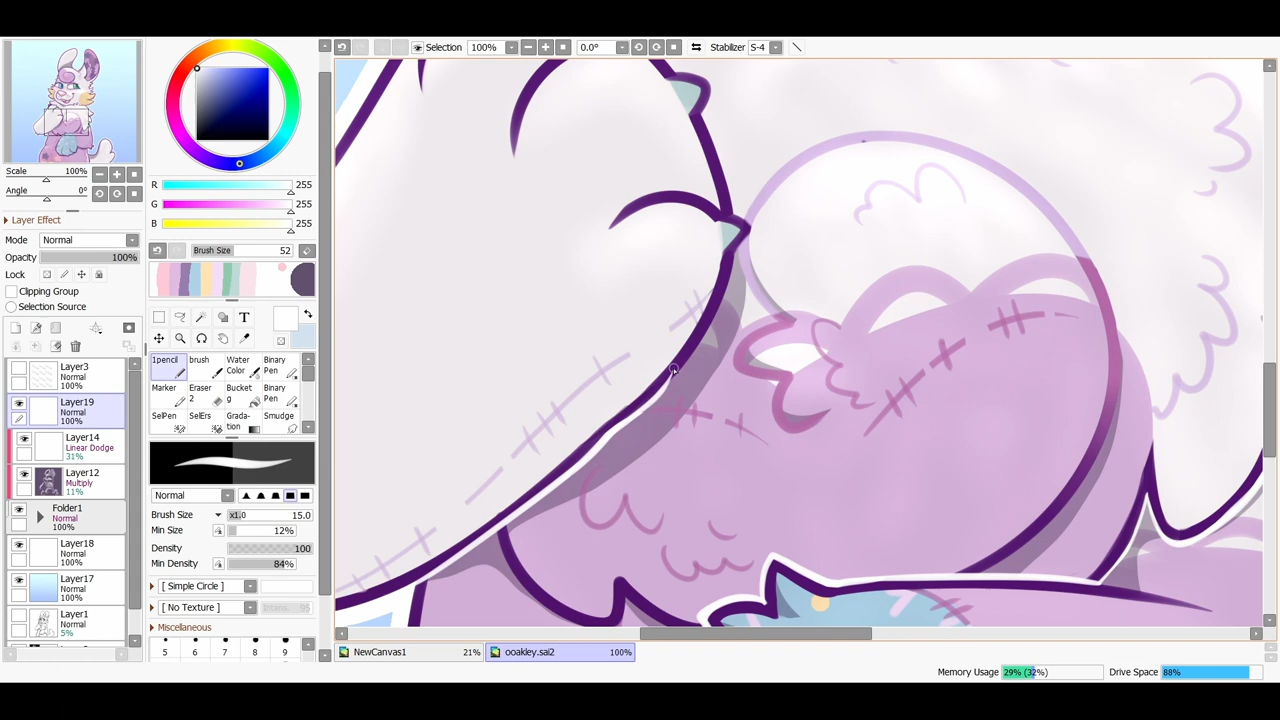 Selection
100%
0.0°
Stabilizer S-4
Scale 100%
Angle 0°
Layer Effect
Mode Normal
Opacity 100%
Lock
Clipping Group
Selection Source
Layer3
Normal
100%
Layer19
Normal
100%
Layer14
Linear Dodge
31%
Layer12
Multiply
11%
Folder1
Normal
100%
Layer18
Normal
100%
Layer17
Normal
100%
Layer1
Normal
5%
R 255
G 255
B 255
Brush Size 52
T
1pencil brush Water Color Binary Pen
Marker Eraser 2 Bucket g Binary Pen
SelPen SelErs Grada-tion Smudge
Normal
Brush Size x1.0 15.0
Min Size 12%
Density 100
Min Density 84%
[ Simple Circle ]
[ No Texture ] Intens. 95
Miscellaneous
5 6 7 8 9
NewCanvas1 21%
ooakley.sai2 100%
Memory Usage 29% (32%)
Drive Space 88%